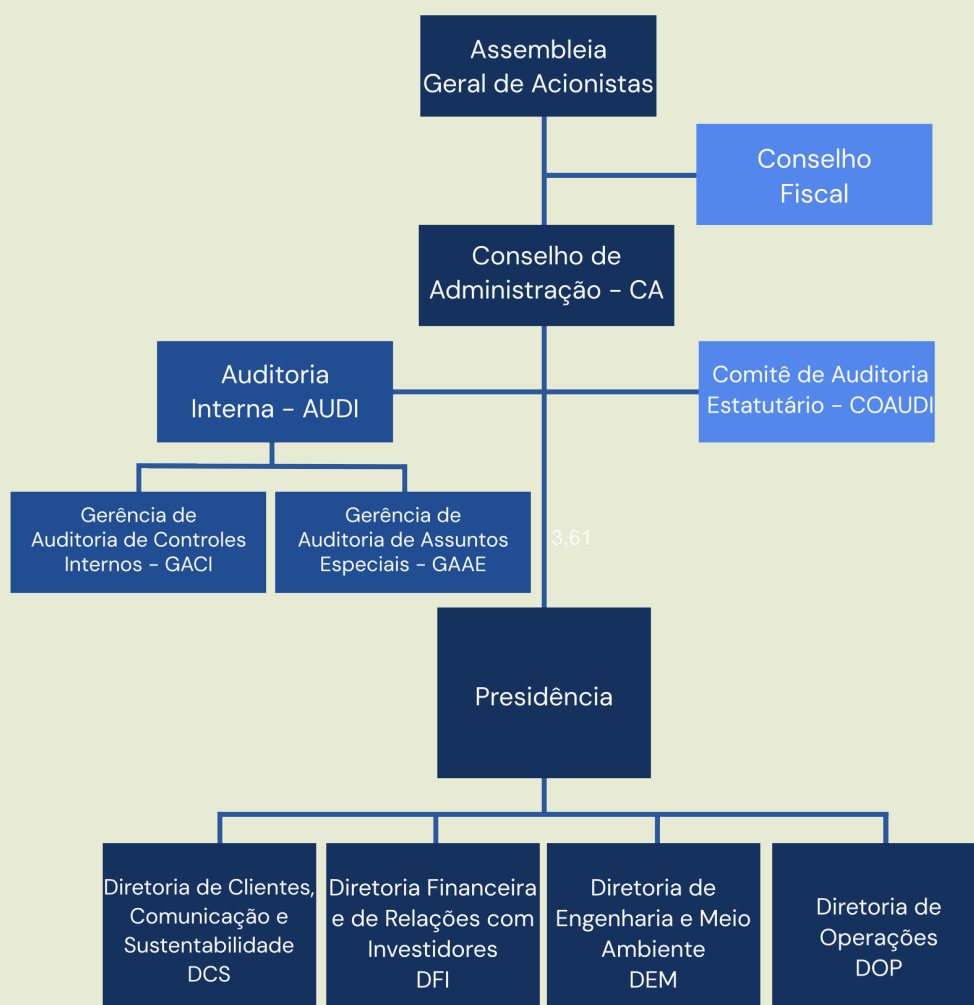 Assembleia
Geral de Acionistas
Conselho
Fiscal
Conselho de
Administração - CA
Auditoria
Interna - AUDI
Comitê de Auditoria
Estatutário - COAUDI
Gerência de
Auditoria de Controles
Internos - GACI
Gerência de
Auditoria de Assuntos
Especiais - GAAE
3,61
Presidência
Diretoria de Clientes,
Comunicação e
Sustentabilidade
DCS
Diretoria Financeira
e de Relações com
Investidores
DFI
Diretoria de
Engenharia e Meio
Ambiente
DEM
Diretoria de
Operações
DOP